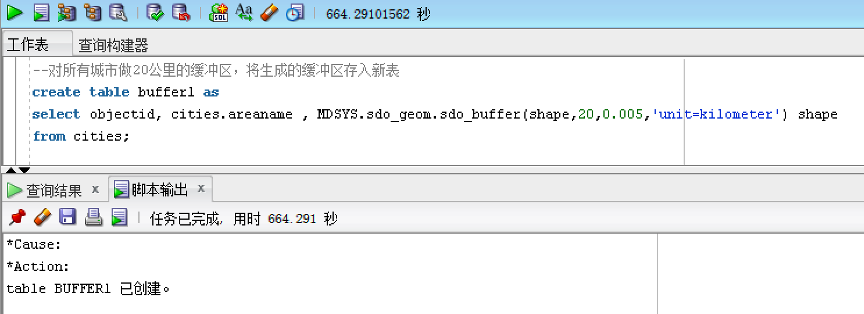 664.29101562 秒
工作表 查询构建器
--对所有城市做20公里的缓冲区，将生成的缓冲区存入新表
create table buffer1 as
select objectid, cities.areaname , MDSYS.sdo_geom.sdo_buffer(shape,20,0.005,'unit=kilometer') shape
from cities;
查询结果 x 脚本输出 x
任务已完成, 用时 664.291 秒
*Cause:
*Action:
table BUFFER1 已创建。